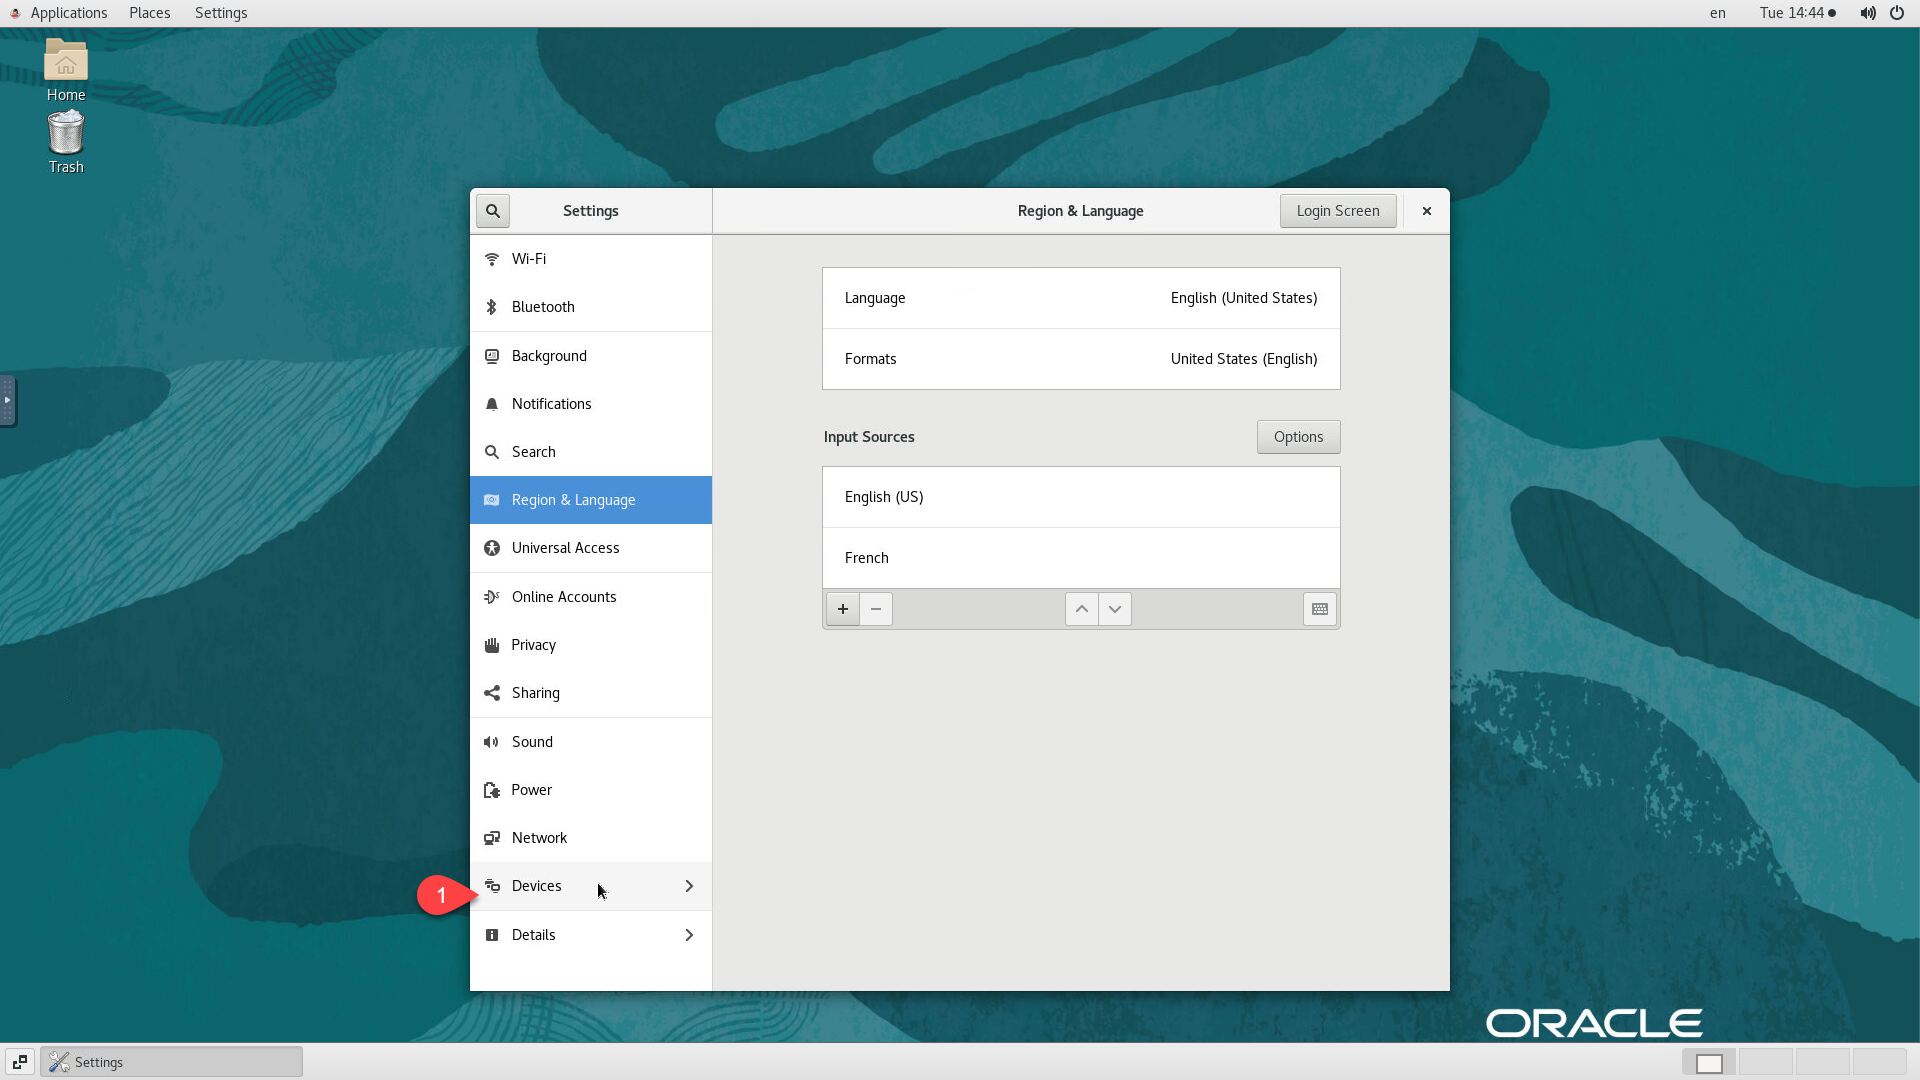 Applications Places Settings
en Tue 14:44
Home
Trash
Settings
Region & Language
Login Screen
Wi-Fi
Bluetooth
Background
Notifications
Search
Region & Language
Universal Access
Online Accounts
Privacy
Sharing
Sound
Power
Network
Devices
Details
1
Language English (United States)
Formats United States (English)
Input Sources
Options
English (US)
French
ORACLE
Settings